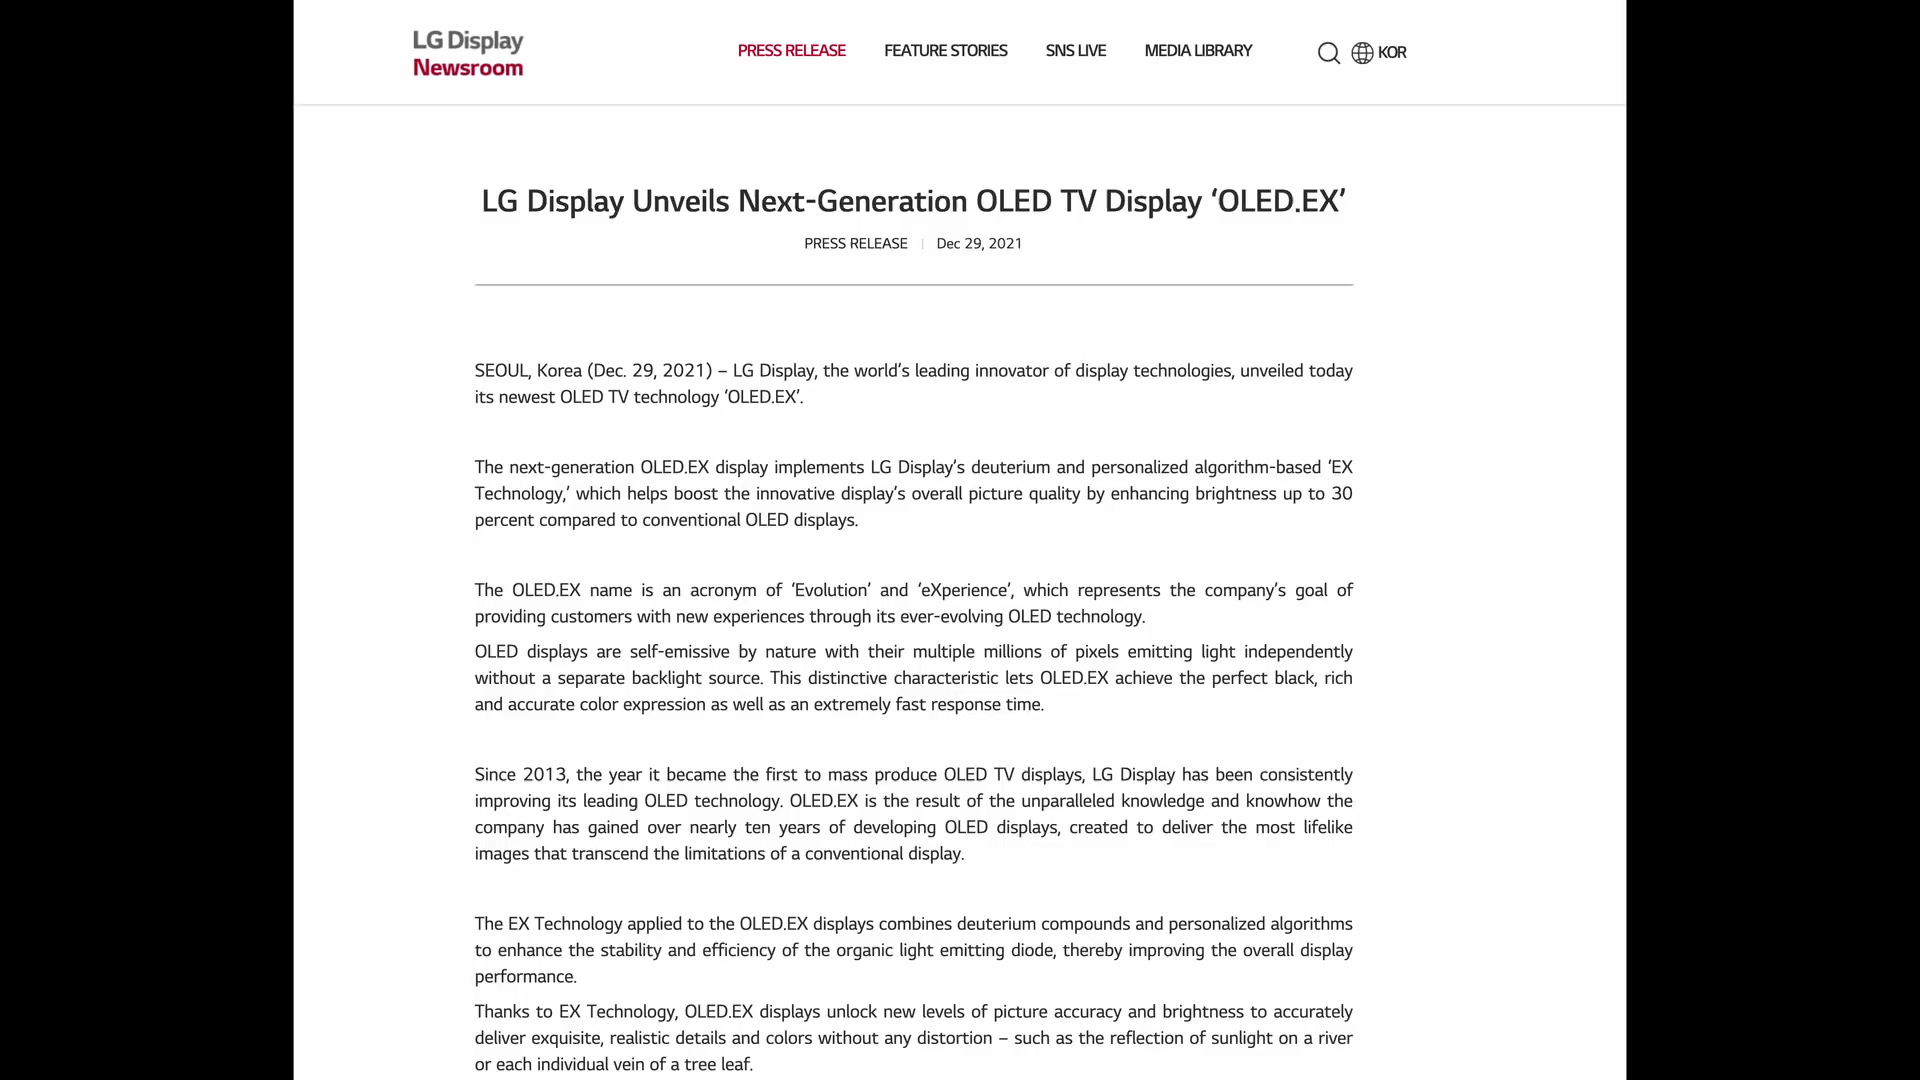 LG Display
Newsroom
PRESS RELEASE
FEATURE STORIES
SNS LIVE
MEDIA LIBRARY
KOR
LG Display Unveils Next-Generation OLED TV Display ‘OLED.EX’
PRESS RELEASE | Dec 29, 2021
SEOUL, Korea (Dec. 29, 2021) – LG Display, the world’s leading innovator of display technologies, unveiled today
its newest OLED TV technology ‘OLED.EX’.
The next-generation OLED.EX display implements LG Display’s deuterium and personalized algorithm-based ‘EX
Technology,’ which helps boost the innovative display’s overall picture quality by enhancing brightness up to 30
percent compared to conventional OLED displays.
The OLED.EX name is an acronym of ‘Evolution’ and ‘eXperience’, which represents the company’s goal of
providing customers with new experiences through its ever-evolving OLED technology.
OLED displays are self-emissive by nature with their multiple millions of pixels emitting light independently
without a separate backlight source. This distinctive characteristic lets OLED.EX achieve the perfect black, rich
and accurate color expression as well as an extremely fast response time.
Since 2013, the year it became the first to mass produce OLED TV displays, LG Display has been consistently
improving its leading OLED technology. OLED.EX is the result of the unparalleled knowledge and knowhow the
company has gained over nearly ten years of developing OLED displays, created to deliver the most lifelike
images that transcend the limitations of a conventional display.
The EX Technology applied to the OLED.EX displays combines deuterium compounds and personalized algorithms
to enhance the stability and efficiency of the organic light emitting diode, thereby improving the overall display
performance.
Thanks to EX Technology, OLED.EX displays unlock new levels of picture accuracy and brightness to accurately
deliver exquisite, realistic details and colors without any distortion – such as the reflection of sunlight on a river
or each individual vein of a tree leaf.